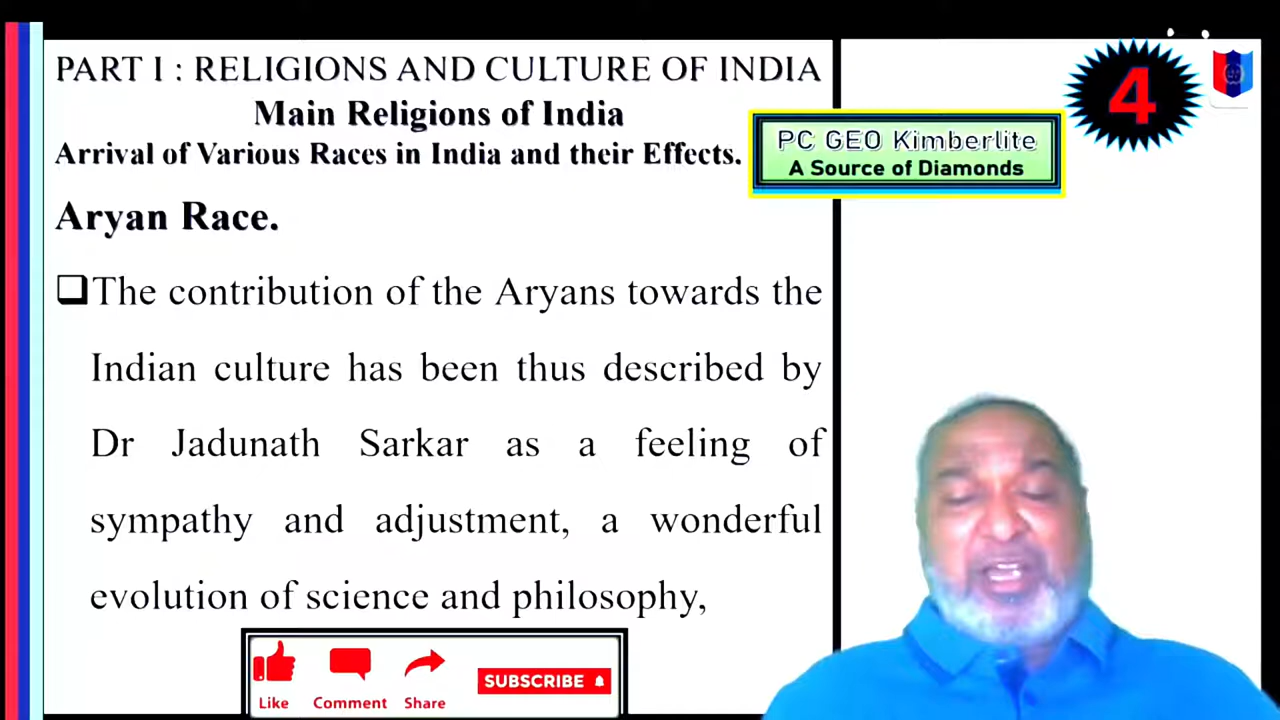 PART I : RELIGIONS AND CULTURE OF INDIA
Main Religions of India
Arrival of Various Races in India and their Effects.
PC GEO Kimberlite
A Source of Diamonds
4
Aryan Race.
❑The contribution of the Aryans towards the
Indian culture has been thus described by
Dr Jadunath Sarkar as a feeling of
sympathy and adjustment, a wonderful
evolution of science and philosophy,
Like
Comment
Share
SUBSCRIBE